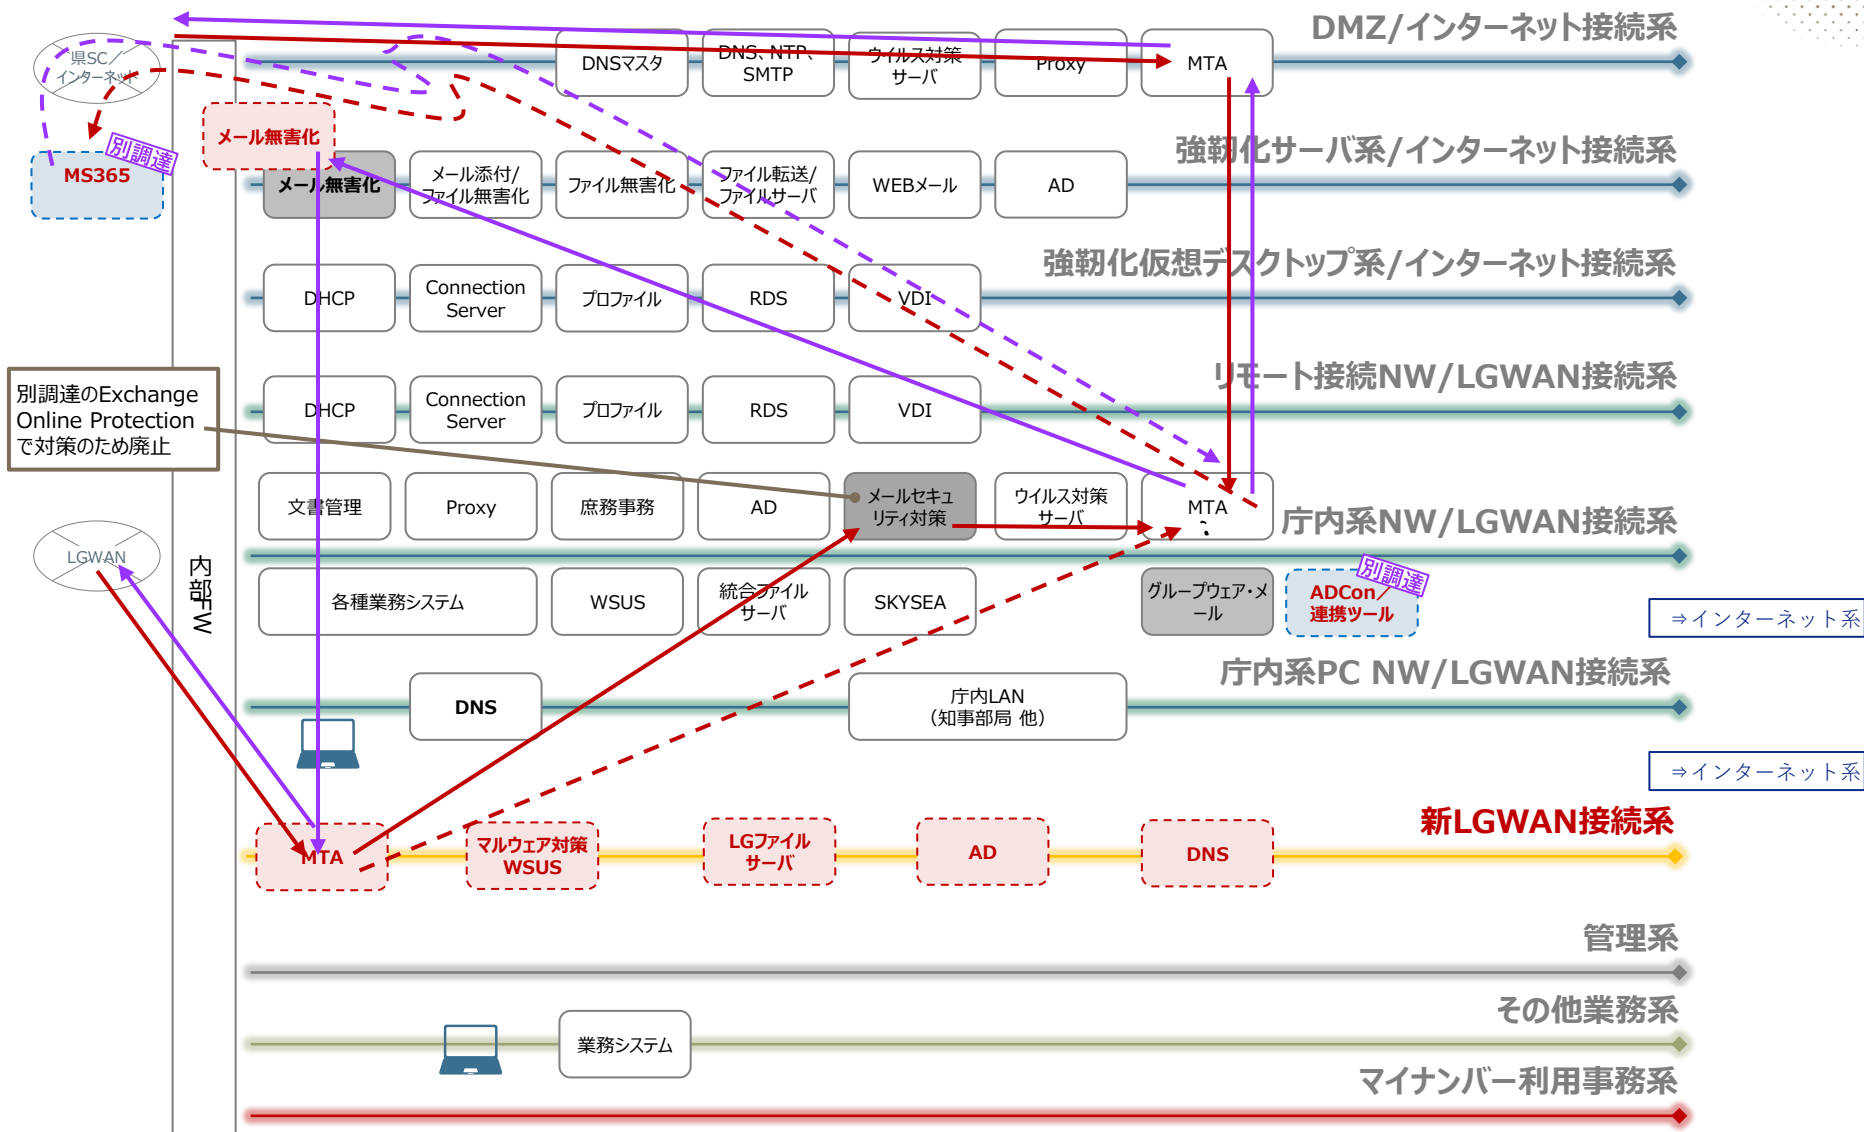 DMZ/インターネット接続系
県SC／
インターネット
DNSマスタ
DNS、NTP、
SMTP
ウイルス対策
サーバ
Proxy
MTA
メール無害化
強靭化サーバ系/インターネット接続系
別調達
MS365
メール無害化
メール添付/
ファイル無害化
ファイル無害化
ファイル転送/
ファイルサーバ
WEBメール
AD
強靭化仮想デスクトップ系/インターネット接続系
DHCP
Connection
Server
プロファイル
RDS
VDI
リモート接続NW/LGWAN接続系
別調達のExchange
Online Protection
で対策のため廃止
DHCP
Connection
Server
プロファイル
RDS
VDI
文書管理
Proxy
庶務事務
AD
メールセキュ
リティ対策
ウイルス対策
サーバ
MTA
庁内系NW/LGWAN接続系
LGWAN
内部FW
各種業務システム
WSUS
統合ファイル
サーバ
SKYSEA
グループウェア・メ
ール
別調達
ADCon／
連携ツール
⇒インターネット系
庁内系PC NW/LGWAN接続系
DNS
庁内LAN
（知事部局 他）
⇒インターネット系
新LGWAN接続系
MTA
マルウェア対策
WSUS
LGファイル
サーバ
AD
DNS
管理系
その他業務系
業務システム
マイナンバー利用事務系